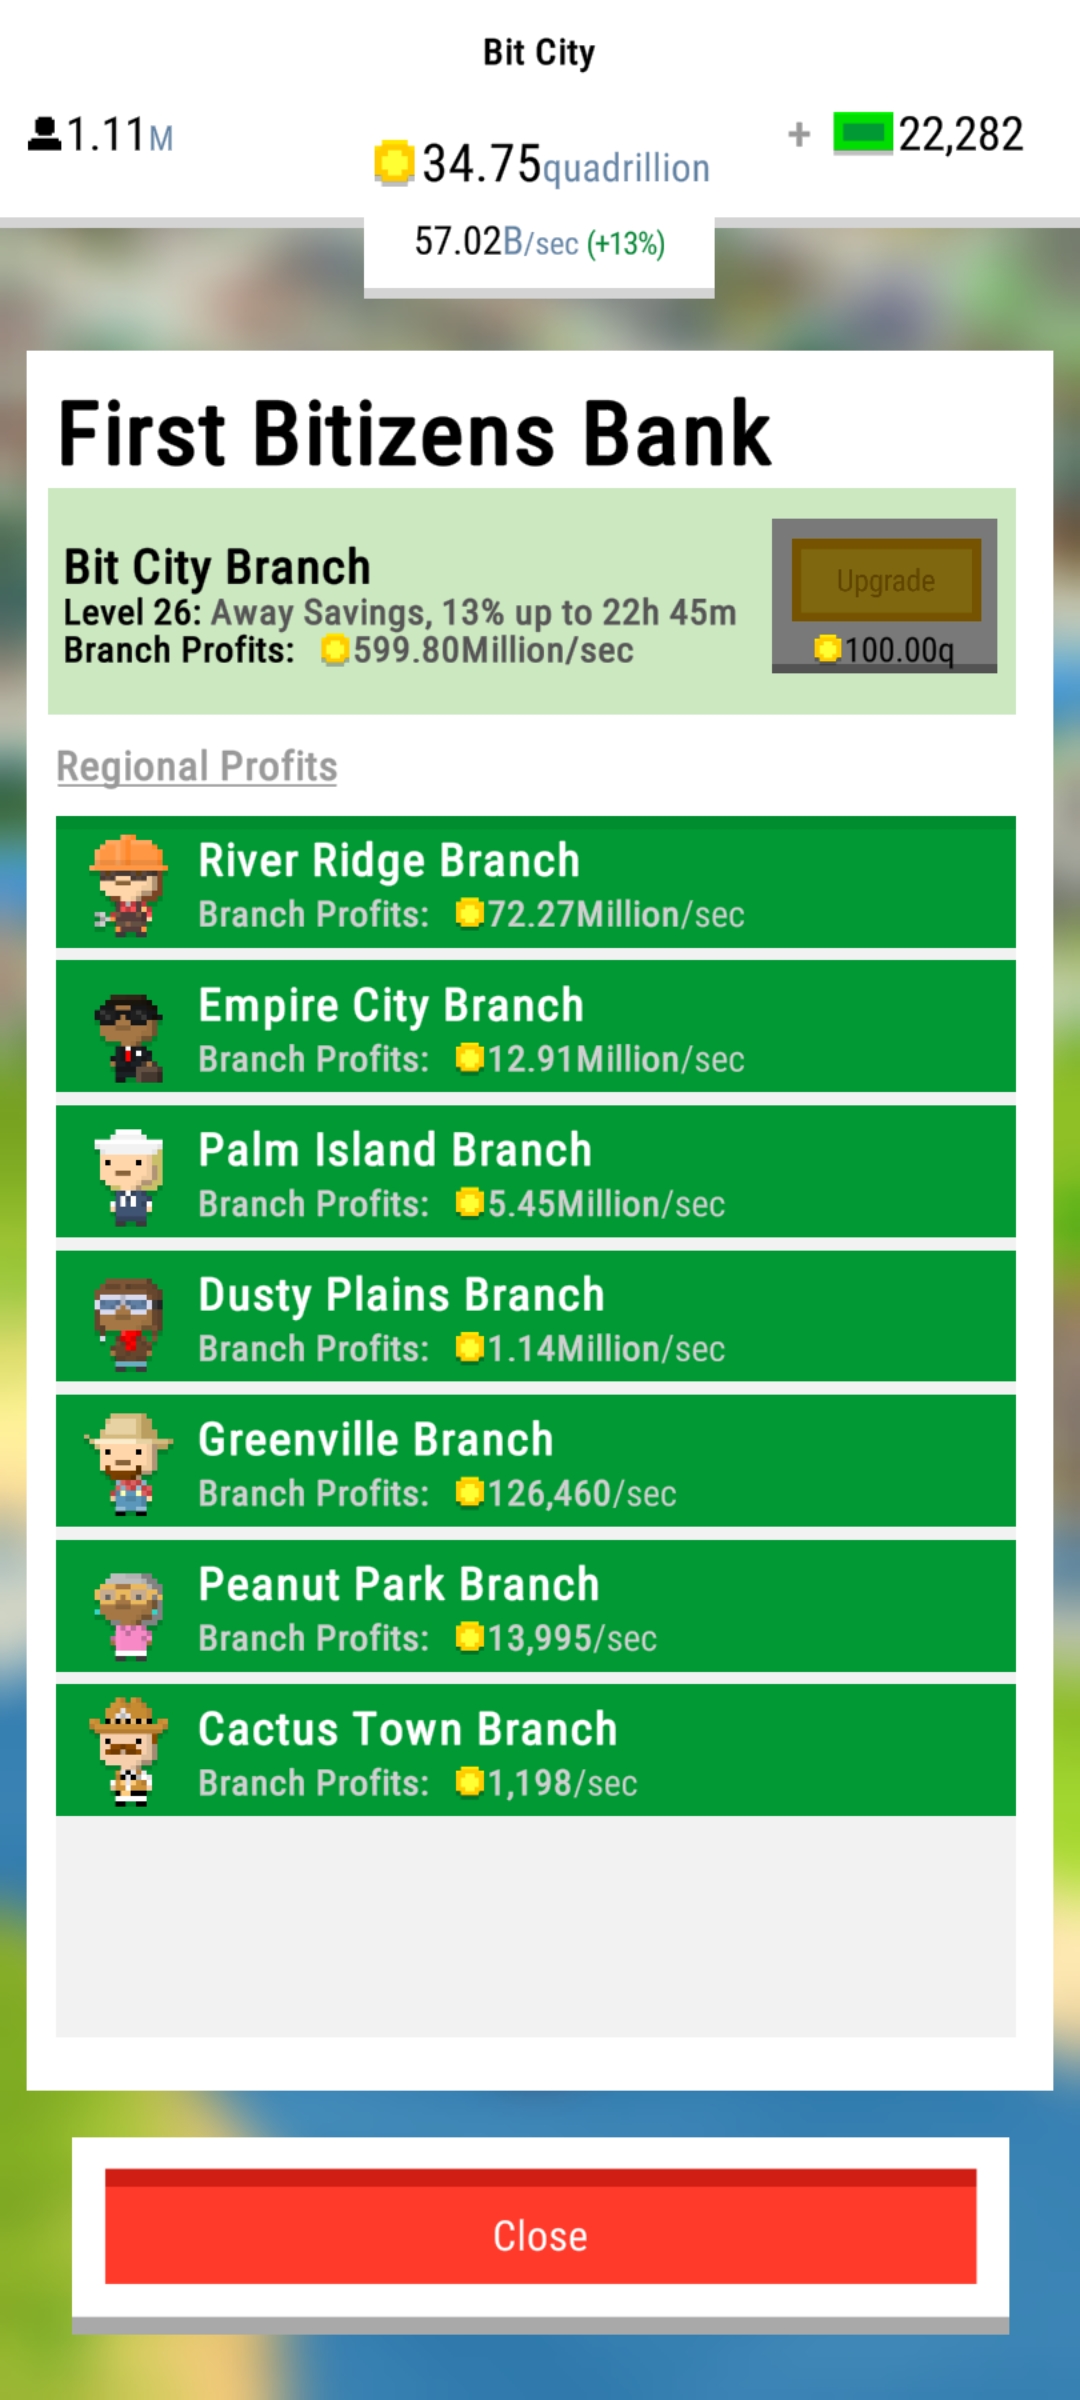 Bit City
1.11M
34.75quadrillion
+ 22,282
57.02B/sec (+13%)
First Bitizens Bank
Bit City Branch
Level 26: Away Savings, 13% up to 22h 45m
Branch Profits: 599.80Million/sec
Upgrade
100.00q
Regional Profits
River Ridge Branch
Branch Profits: 72.27Million/sec
Empire City Branch
Branch Profits: 12.91Million/sec
Palm Island Branch
Branch Profits: 5.45Million/sec
Dusty Plains Branch
Branch Profits: 1.14Million/sec
Greenville Branch
Branch Profits: 126,460/sec
Peanut Park Branch
Branch Profits: 13,995/sec
Cactus Town Branch
Branch Profits: 1,198/sec
Close